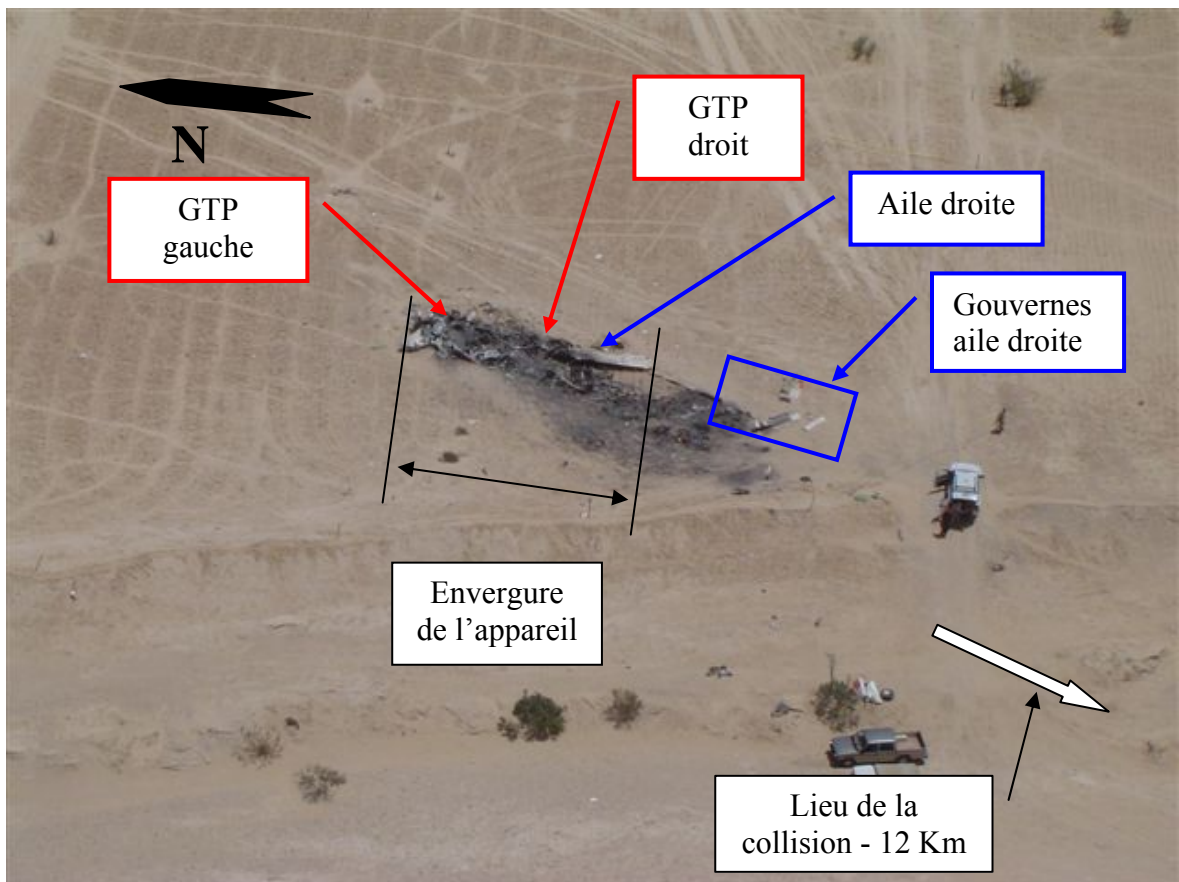 N
GTP
droit
GTP
gauche
Aile droite
Gouvernes
aile droite
Envergure
de l’appareil
Lieu de la
collision - 12 Km